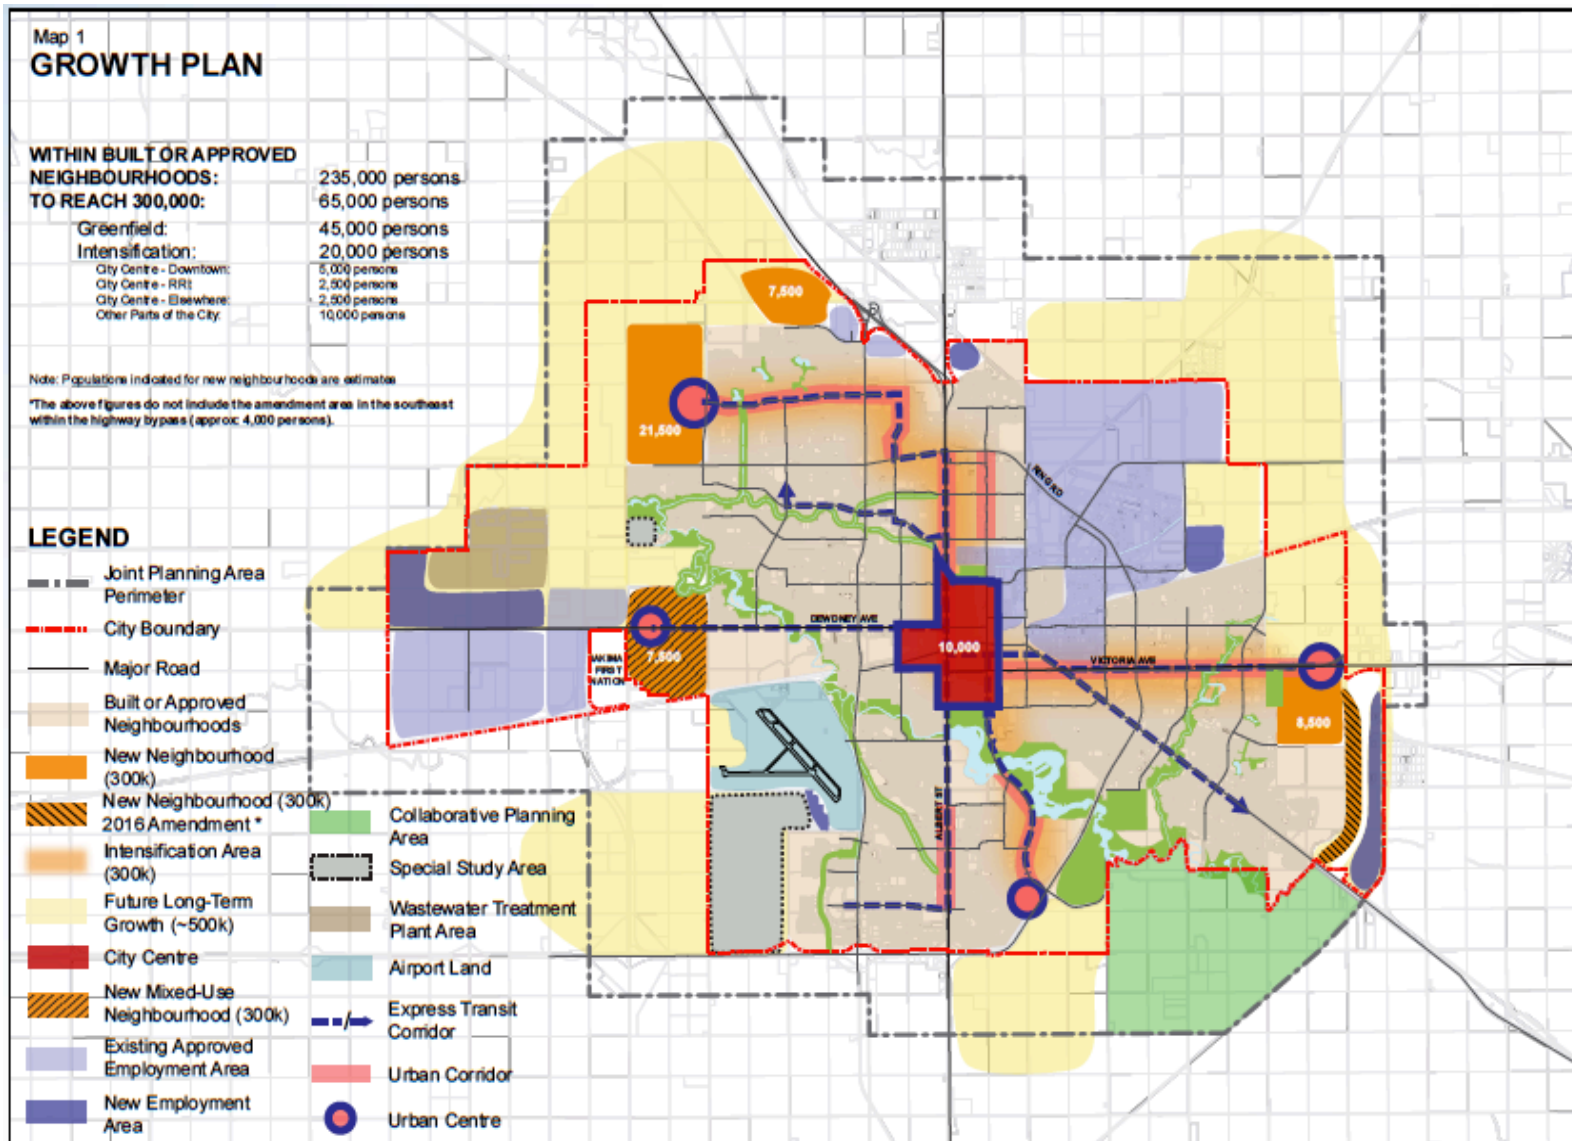 Map 1
GROWTH PLAN
WITHIN BUILT OR APPROVED
NEIGHBOURHOODS: 235,000 persons
TO REACH 300,000: 65,000 persons
Greenfield: 45,000 persons
Intensification: 20,000 persons
City Centre - Downtown: 5,000 persons
City Centre - RRI: 2,500 persons
City Centre - Elsewhere: 2,500 persons
Other Parts of the City: 10,000 persons
Note: Populations indicated for new neighbourhoods are estimates
*The above figures do not include the amendment area in the southeast
within the highway bypass (approx: 4,000 persons).
7,500
21,500
RING RD
DEWDNEY AVE
10,000
VICTORIA AVE
7,500
FIRST
NATION
8,500
ALBERT ST
LEGEND
Joint Planning Area
Perimeter
City Boundary
Major Road
Built or Approved
Neighbourhoods
New Neighbourhood
(300k)
New Neighbourhood (300k)
2016 Amendment *
Intensification Area
(300k)
Future Long-Term
Growth (~500k)
City Centre
New Mixed-Use
Neighbourhood (300k)
Existing Approved
Employment Area
New Employment
Area
Collaborative Planning
Area
Special Study Area
Wastewater Treatment
Plant Area
Airport Land
Express Transit
Corridor
Urban Corridor
Urban Centre